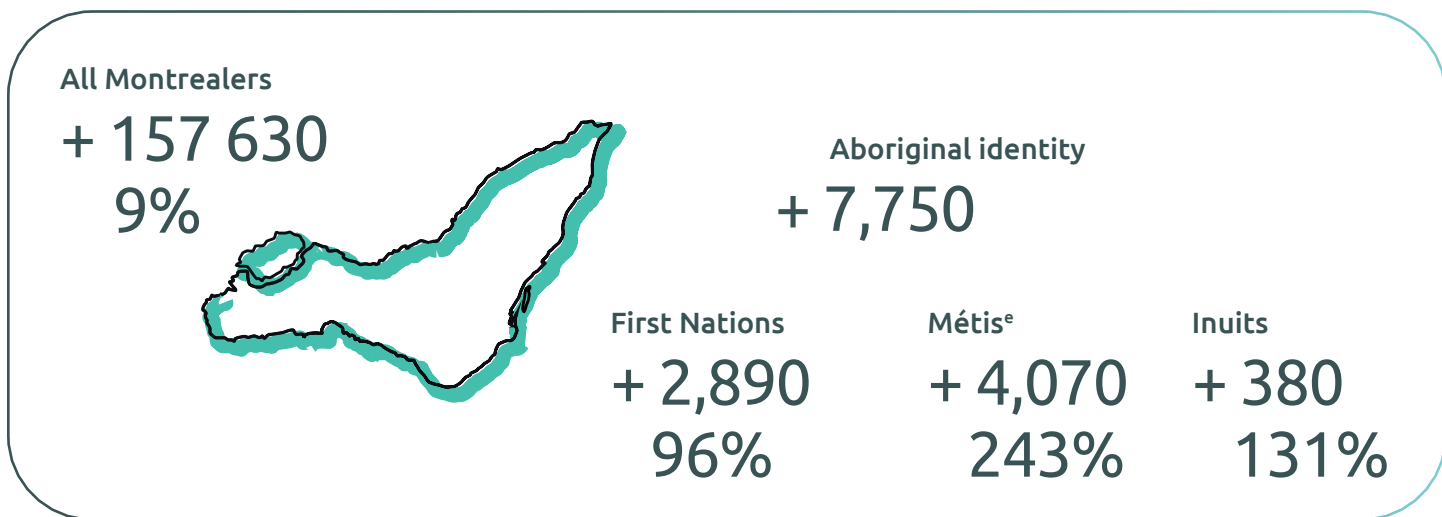 All Montrealers
+ 157 630
9%
Aboriginal identity
+ 7,750
First Nations
+ 2,890
96%
Métisᵉ
+ 4,070
243%
Inuits
+ 380
131%